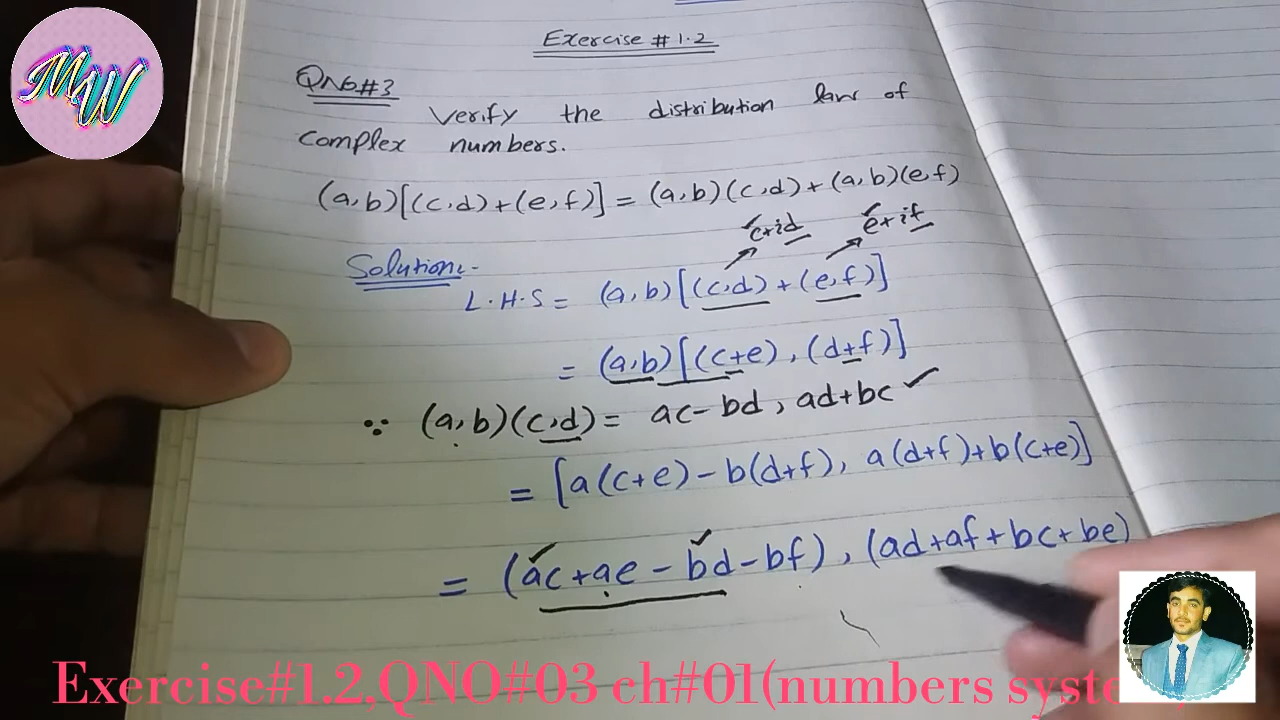 MW
Exercise #1.2
QNo#3
Verify the distribution law of
complex numbers.
(a,b)[(c,d)+(e,f)] = (a,b)(c,d)+(a,b)(e,f)
c+id e+if
Solution:-
L.H.S = (a,b)[(c,d)+(e,f)]
= (a,b)[(c+e),(d+f)]
∵ (a,b)(c,d) = ac-bd, ad+bc ✓
= [a(c+e)-b(d+f), a(d+f)+b(c+e)]
= (ac+ae-bd-bf), (ad+af+bc+be)
Exercise#1.2,QNO#03 ch#01(numbers syste